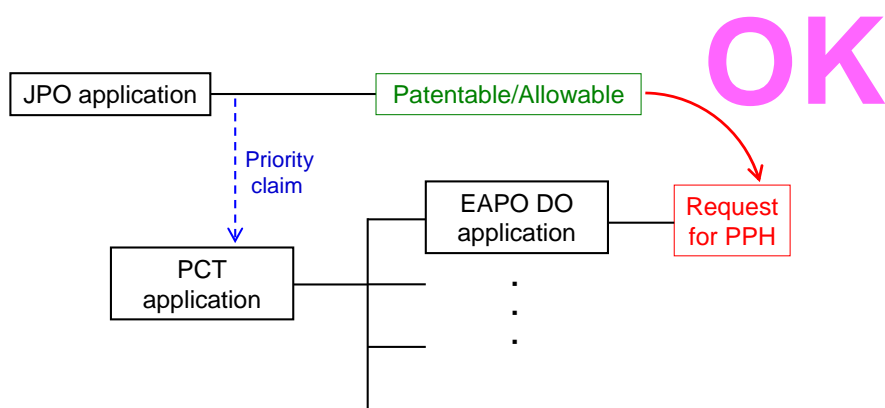 OK
JPO application
Patentable/Allowable
Priority
claim
EAPO DO
application
Request
for PPH
PCT
application